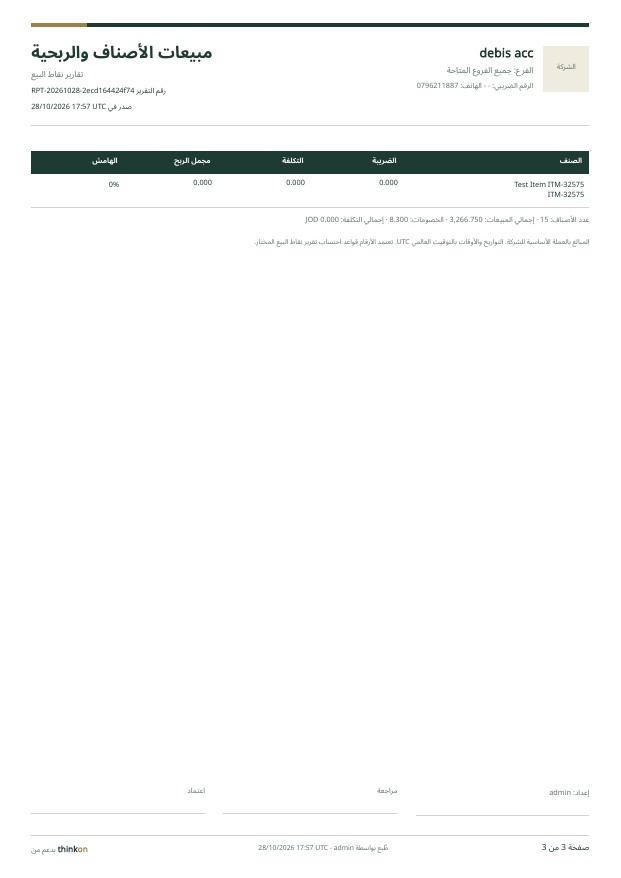 مبيعات الأصناف والربحية
تقارير نقاط البيع
رقم التقرير RPT-20261028-2ecd164424f74
صدر في 28/10/2026 17:57 UTC
debis acc
الفرع: جميع الفروع المتاحة
الرقم الضريبي: - - الهاتف: 0796211887
الشركة
الصنف الضريبة التكلفة مجمل الربح الهامش
Test Item ITM-32575 0.000 0.000 0.000 0%
ITM-32575
عدد الأصناف: 15 · إجمالي المبيعات: 3,266.750 · الخصومات: 8.300 · إجمالي التكلفة: JOD 0.000
المبالغ بالعملة الأساسية للشركة. التواريخ والأوقات بالتوقيت العالمي UTC. تعتمد الأرقام قواعد احتساب تقرير نقاط البيع المختار.
إعداد: admin
مراجعة
اعتماد
صفحة 3 من 3
طُبع بواسطة 28/10/2026 17:57 UTC - admin
بدعم من thinkon